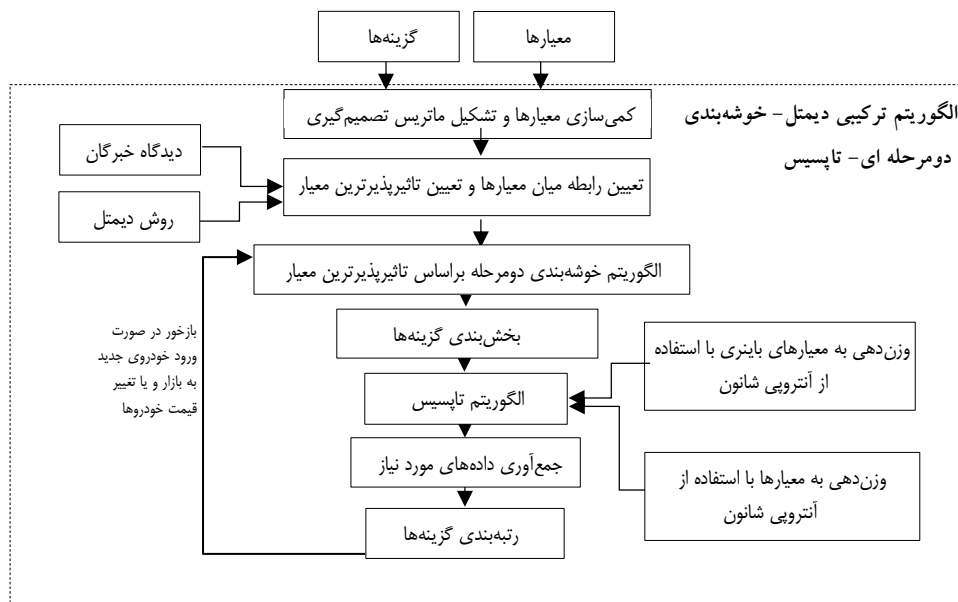 معیارها
گزینه‌ها
الگوریتم ترکیبی دیمتل- خوشه‌بندی
دومرحله ای- تاپسیس
کمی‌سازی معیارها و تشکیل ماتریس تصمیم‌گیری
دیدگاه خبرگان
تعیین رابطه میان معیارها و تعیین تاثیرپذیرترین معیار
روش دیمتل
الگوریتم خوشه‌بندی دومرحله براساس تاثیرپذیرترین معیار
بخش‌بندی گزینه‌ها
وزن‌دهی به معیارهای باینری با استفاده
از آنتروپی شانون
الگوریتم تاپسیس
بازخور در صورت
ورود خودروی جدید
به بازار و یا تغییر
قیمت خودروها
جمع‌آوری داده‌های مورد نیاز
وزن‌دهی به معیارها با استفاده از
آنتروپی شانون
رتبه‌بندی گزینه‌ها